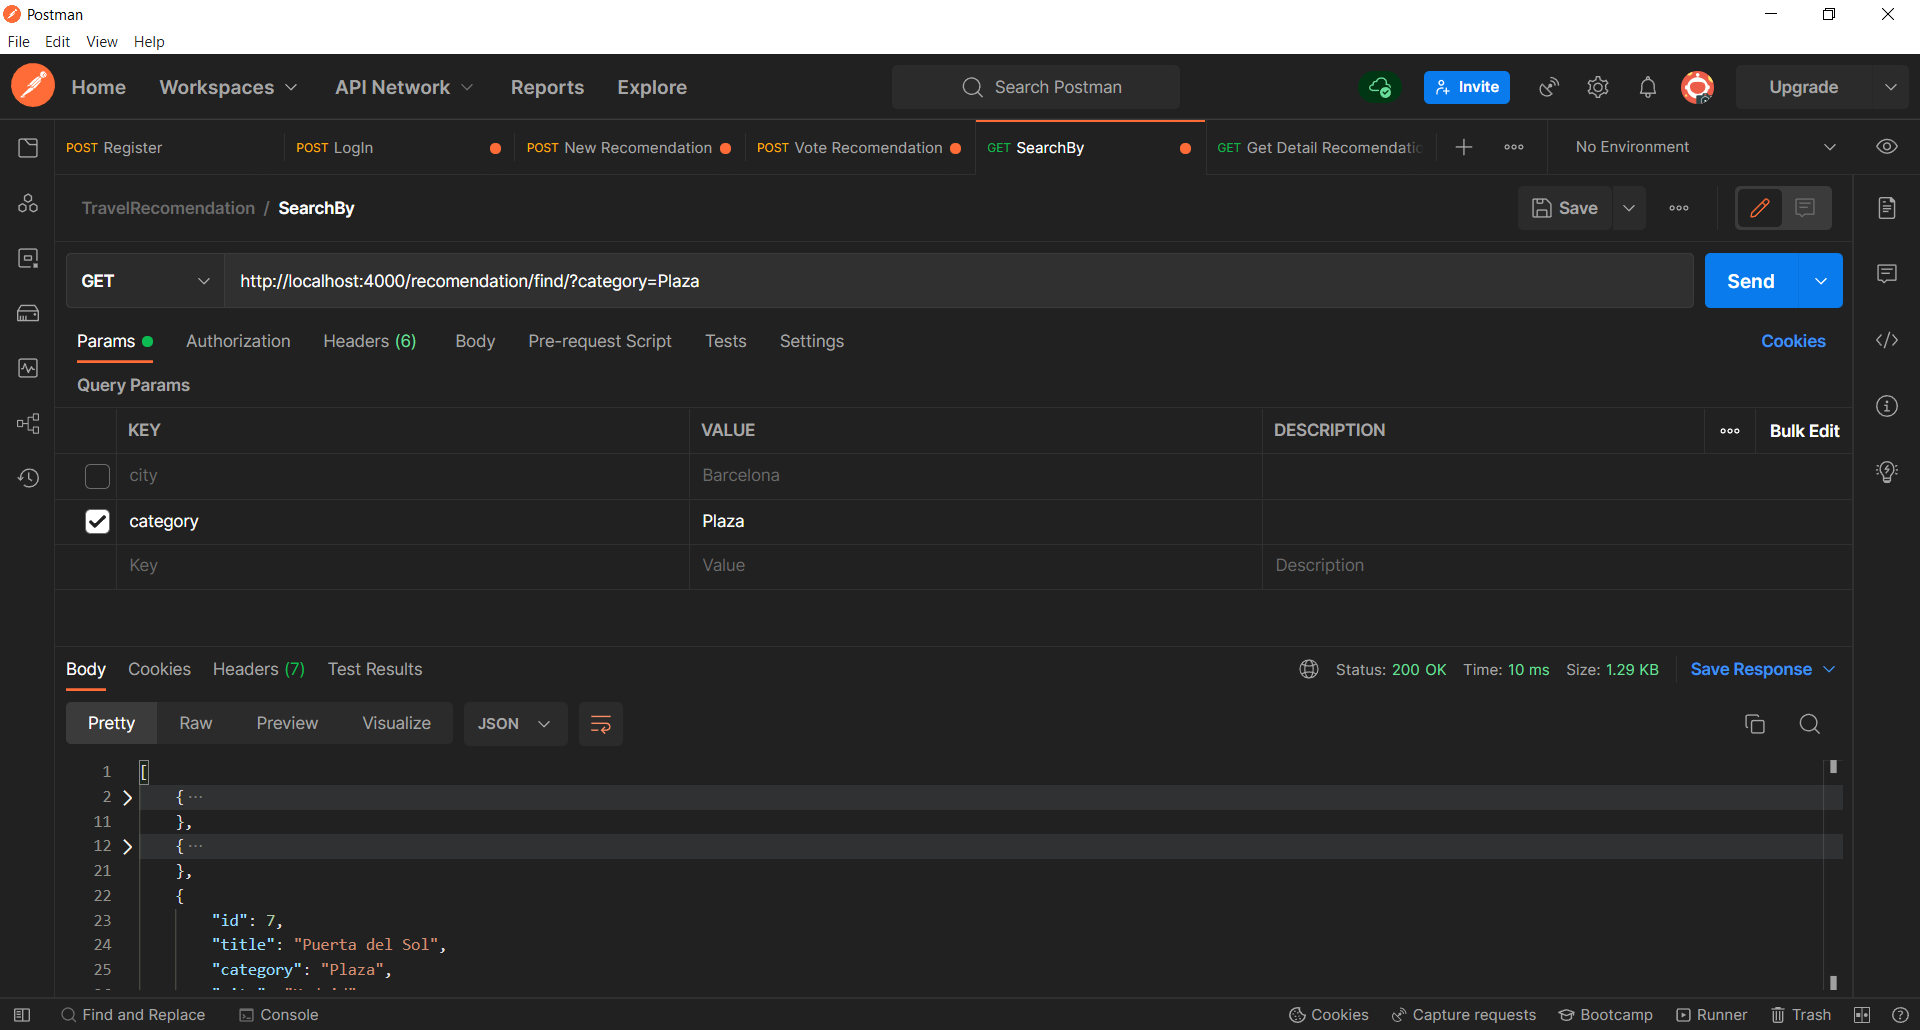 Postman
File Edit View Help
Home Workspaces API Network Reports Explore Search Postman Invite Upgrade
POST Register POST LogIn POST New Recomendation POST Vote Recomendation GET SearchBy GET Get Detail Recomendatic No Environment
TravelRecomendation / SearchBy Save
GET http://localhost:4000/recomendation/find/?category=Plaza Send
Params Authorization Headers (6) Body Pre-request Script Tests Settings Cookies
Query Params
KEY VALUE DESCRIPTION Bulk Edit
city Barcelona
category Plaza
Key Value Description
Body Cookies Headers (7) Test Results Status: 200 OK Time: 10 ms Size: 1.29 KB Save Response
Pretty Raw Preview Visualize JSON
1 [
2 { ...
11 },
12 { ...
21 },
22 {
23 "id": 7,
24 "title": "Puerta del Sol",
25 "category": "Plaza",
Find and Replace Console Cookies Capture requests Bootcamp Runner Trash